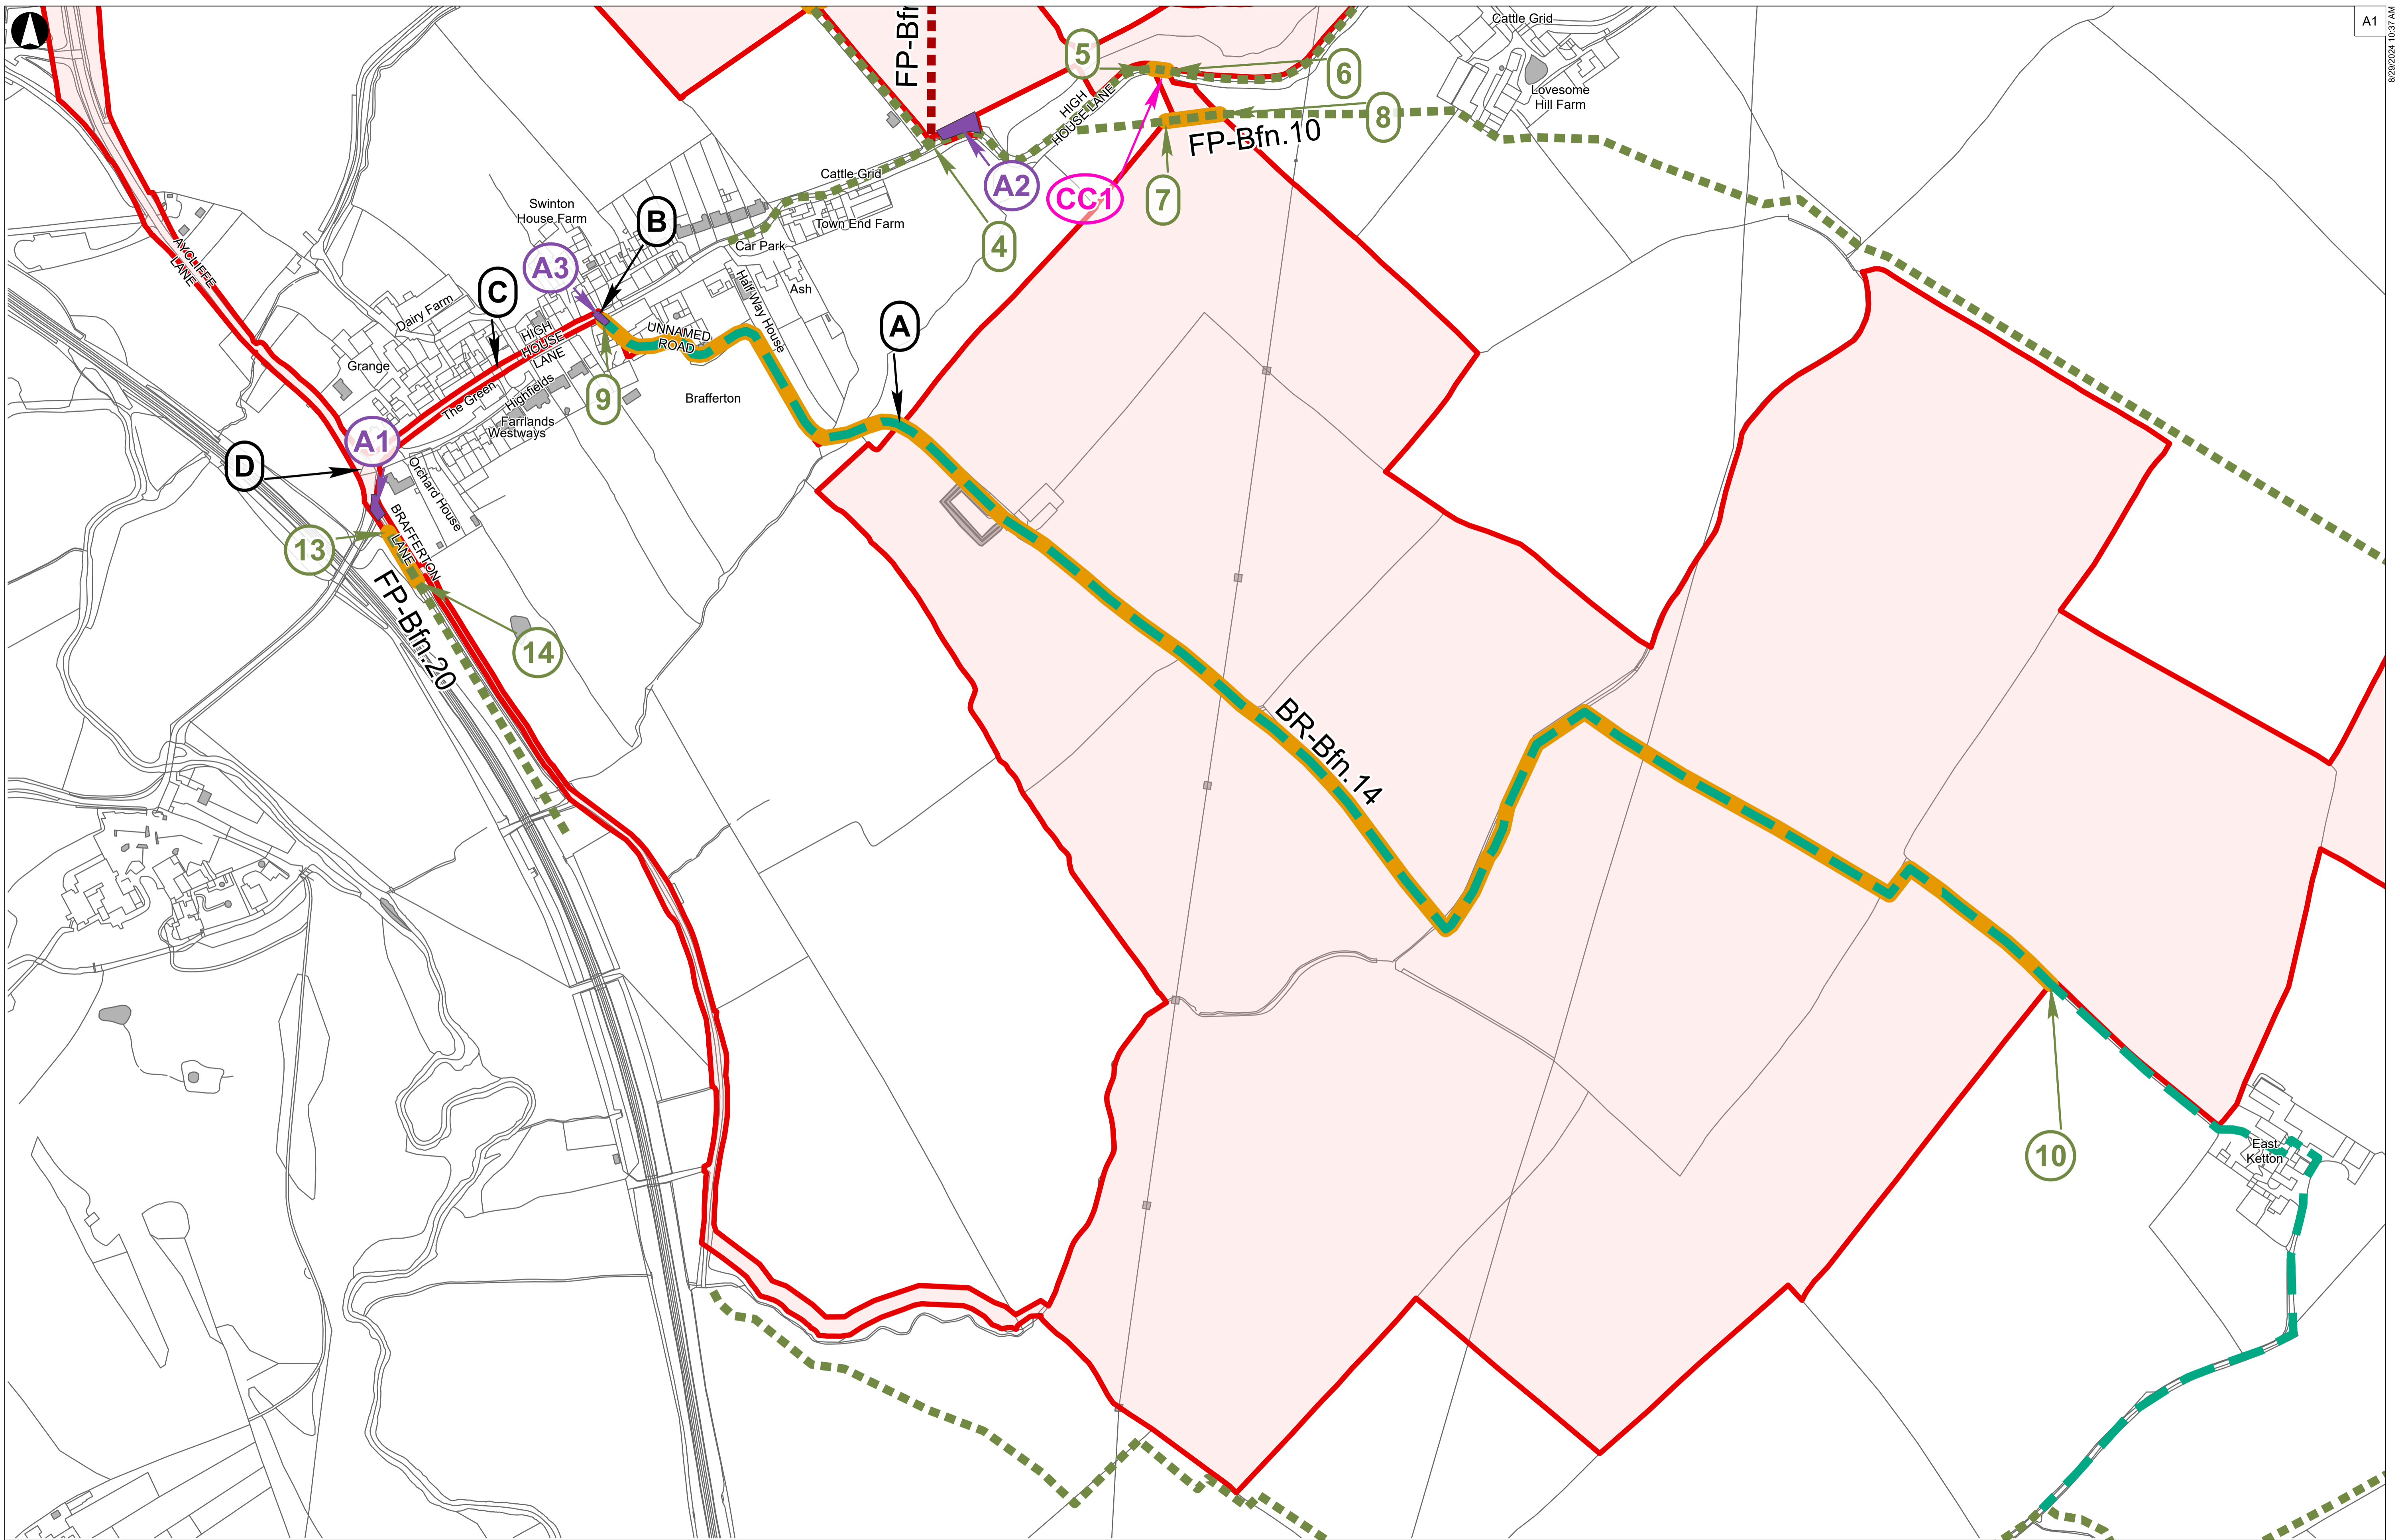 A1
8/29/2024 10:37 AM
Cattle Grid
FP-Bfn
5
6
Lovesome
Hill Farm
HIGH
HOUSE LANE
8
FP-Bfn.10
Cattle Grid
A2
CC1
7
Swinton
House Farm
B
Town End Farm
4
Car Park
AYCLIFFE
LANE
A3
Half Way House
Ash
C
Dairy Farm
A
HIGH
HOUSE
LANE
UNNAMED
ROAD
Grange
The Green
Highfields
9
Brafferton
Farrlands
Westways
A1
D
Orchard House
BRAFFERTON
LANE
13
FP-Bfn.20
14
BR-Bfn. 14
10
East
Ketton